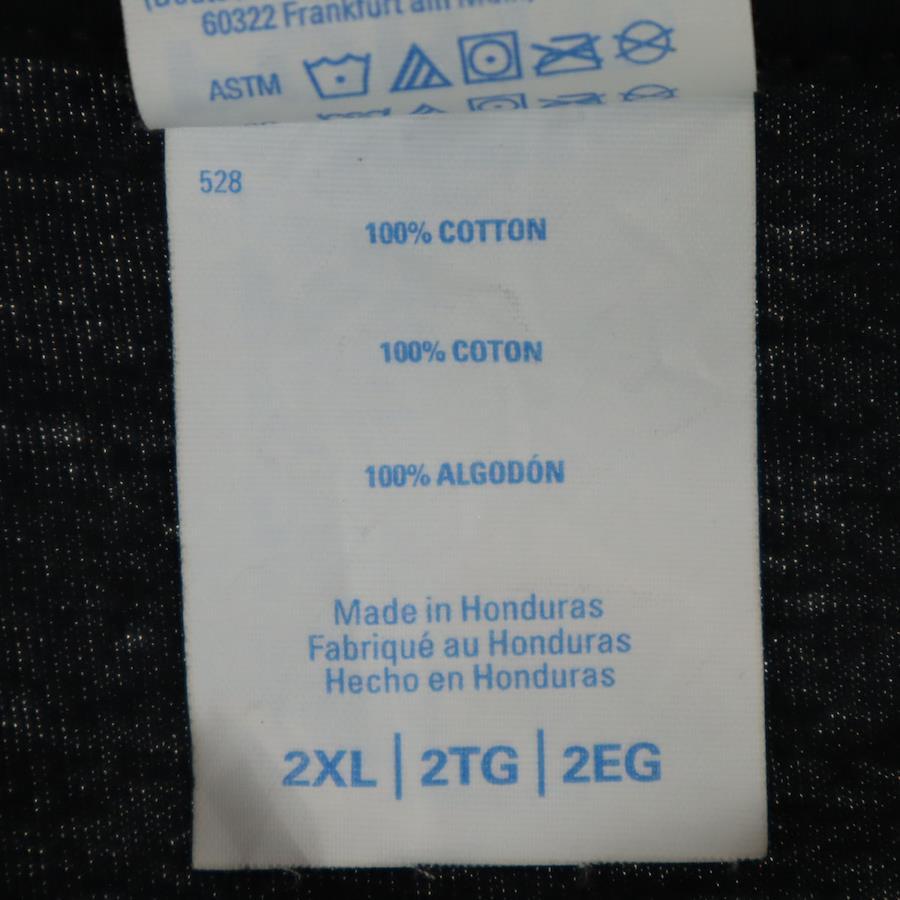 60322 Frankfurt am Main
ASTM
528
100% COTTON
100% COTON
100% ALGODÓN
Made in Honduras
Fabriqué au Honduras
Hecho en Honduras
2XL | 2TG | 2EG